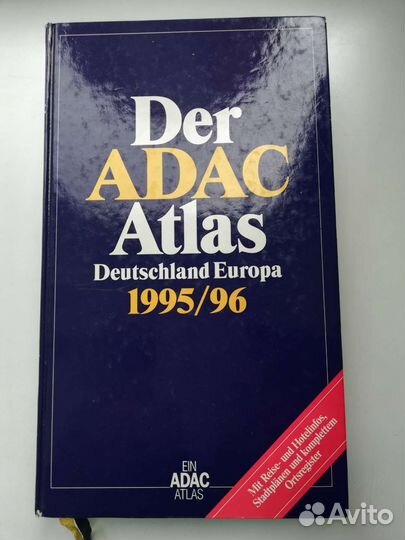 Der
ADAC
Atlas
Deutschland Europa
1995/96
Mit Reise- und Hotelinfos,
Stadtplänen und komplettem
Ortsregister
EIN
ADAC
ATLAS
Avito